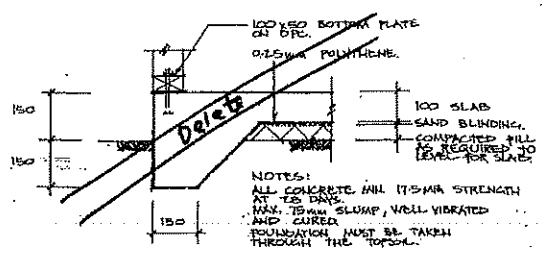 100x50 BOTTOM PLATE
ON DPC.
0.25mm POLYTHENE.
150
150
Delete
100 SLAB
SAND BLINDING.
COMPACTED FILL
AS REQUIRED TO
LEVEL FOR SLAB.
NOTES:
ALL CONCRETE MIN. 17.5MPa STRENGTH
AT 28 DAYS.
MAX. 75mm SLUMP, WELL VIBRATED
AND CURED.
FOUNDATION MUST BE TAKEN
THROUGH THE TOPSOIL.
150